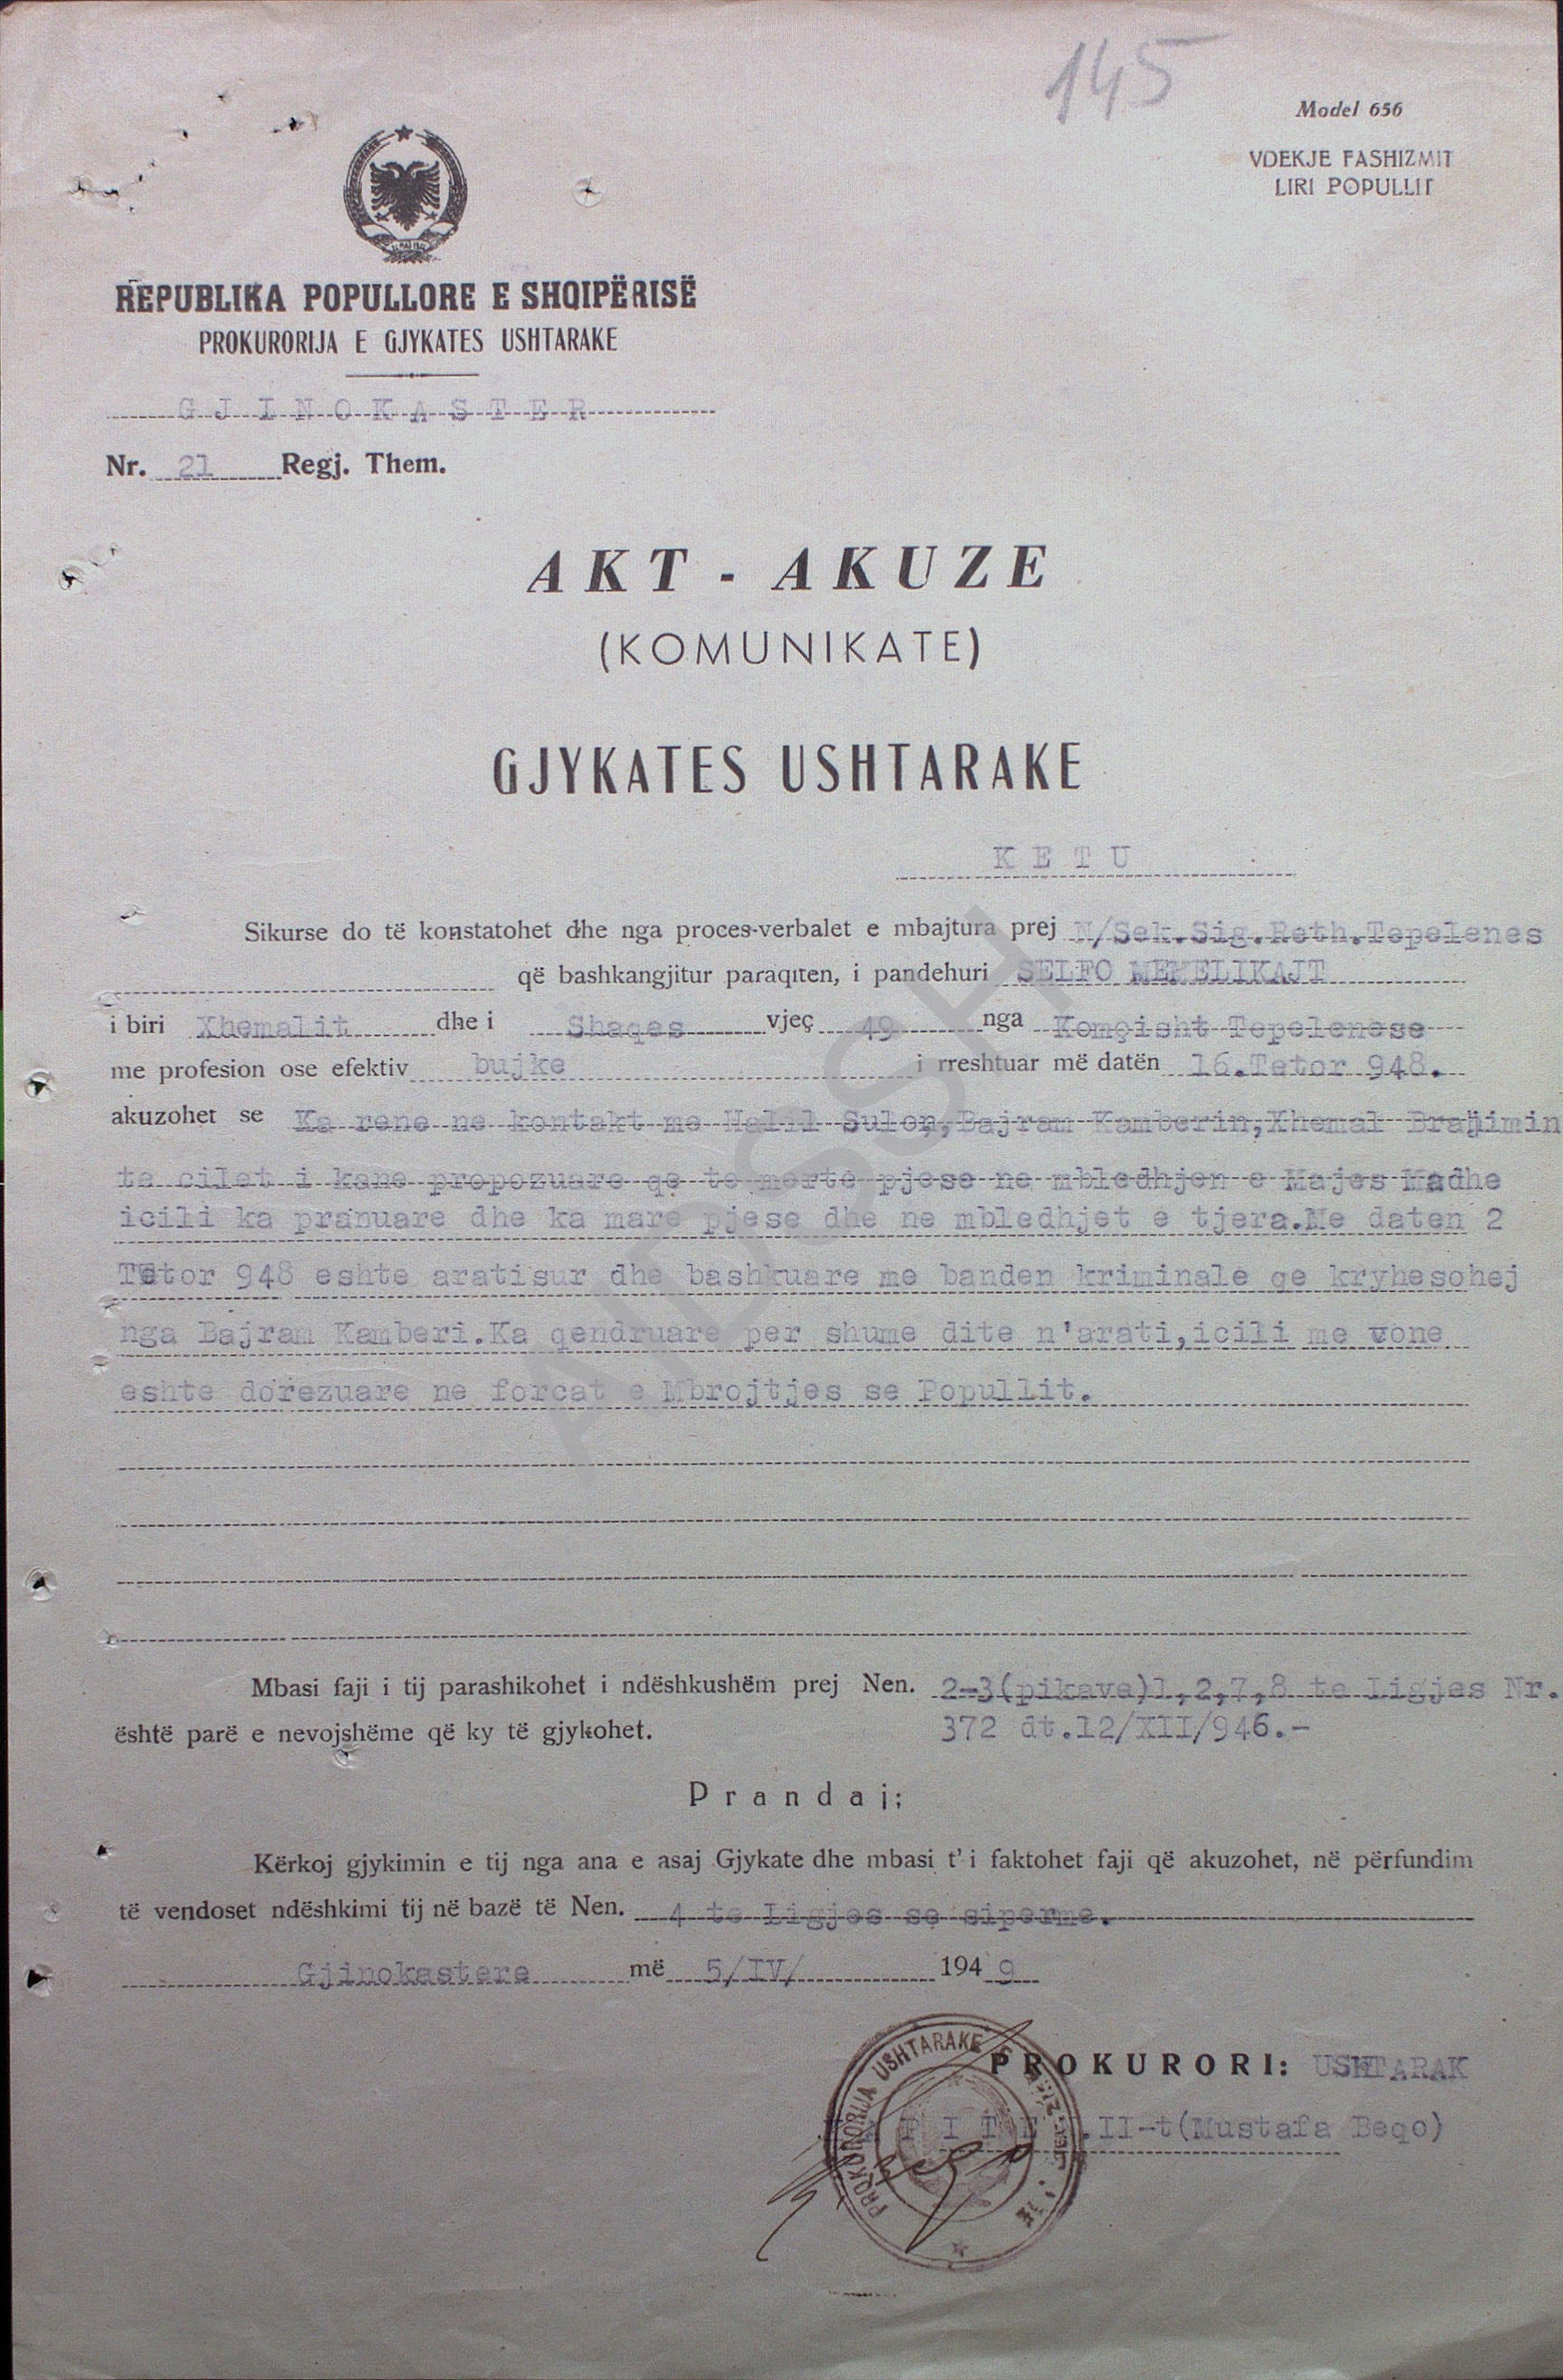 145
Model 656
VDEKJE FASHIZMIT
LIRI POPULLIT
REPUBLIKA POPULLORE E SHQIPËRISË
PROKURORIJA E GJYKATES USHTARAKE
G J I N O K A S T E R
Nr. 21 Regj. Them.
AKT - AKUZE
(KOMUNIKATE)
GJYKATES USHTARAKE
K E T U
Sikurse do të konstatohet dhe nga proces-verbalet e mbajtura prej N/Sek.Sig.Reth.Tepelenes
që bashkangjitur paraqiten, i pandehuri SELFO MEMELIKAJT
i biri Xhemalit dhe i Shaqes vjeç 49 nga Komçisht Tepelenese
me profesion ose efektiv bujke i rreshtuar më datën 16.Tetor 948.
akuzohet se Ka rene ne kontakt me Halil Sulon,Bajram Kamberin,Xhemal Brahimin
te cilet i kane propozuare qe te merte pjese ne mbledhjen e Majes Madhe
icili ka pranuare dhe ka mare pjese dhe ne mbledhjet e tjera.Me daten 2
Tetor 948 eshte aratisur dhe bashkuare me banden kriminale qe kryhesohej
nga Bajram Kamberi.Ka qendruare per shume dite n'arati,icili me vone
eshte dorezuare ne forcat e Mbrojtjes se Popullit.
Mbasi faji i tij parashikohet i ndëshkushëm prej Nen. 2-3(pikave)1,2,7,8 te Ligjes Nr.
është parë e nevojshëme që ky të gjykohet. 372 dt.12/XII/946.-
Prandaj;
Kërkoj gjykimin e tij nga ana e asaj Gjykate dhe mbasi t'i faktohet faji që akuzohet, në përfundim
të vendoset ndëshkimi tij në bazë të Nen. 4 te Ligjes se siperme.
Gjinokastere më 5/IV/ 1949
PROKURORI: USHTARAK
.II-t(Mustafa Beqo)
PROKURORIJA USHTARAKE
ADSSH